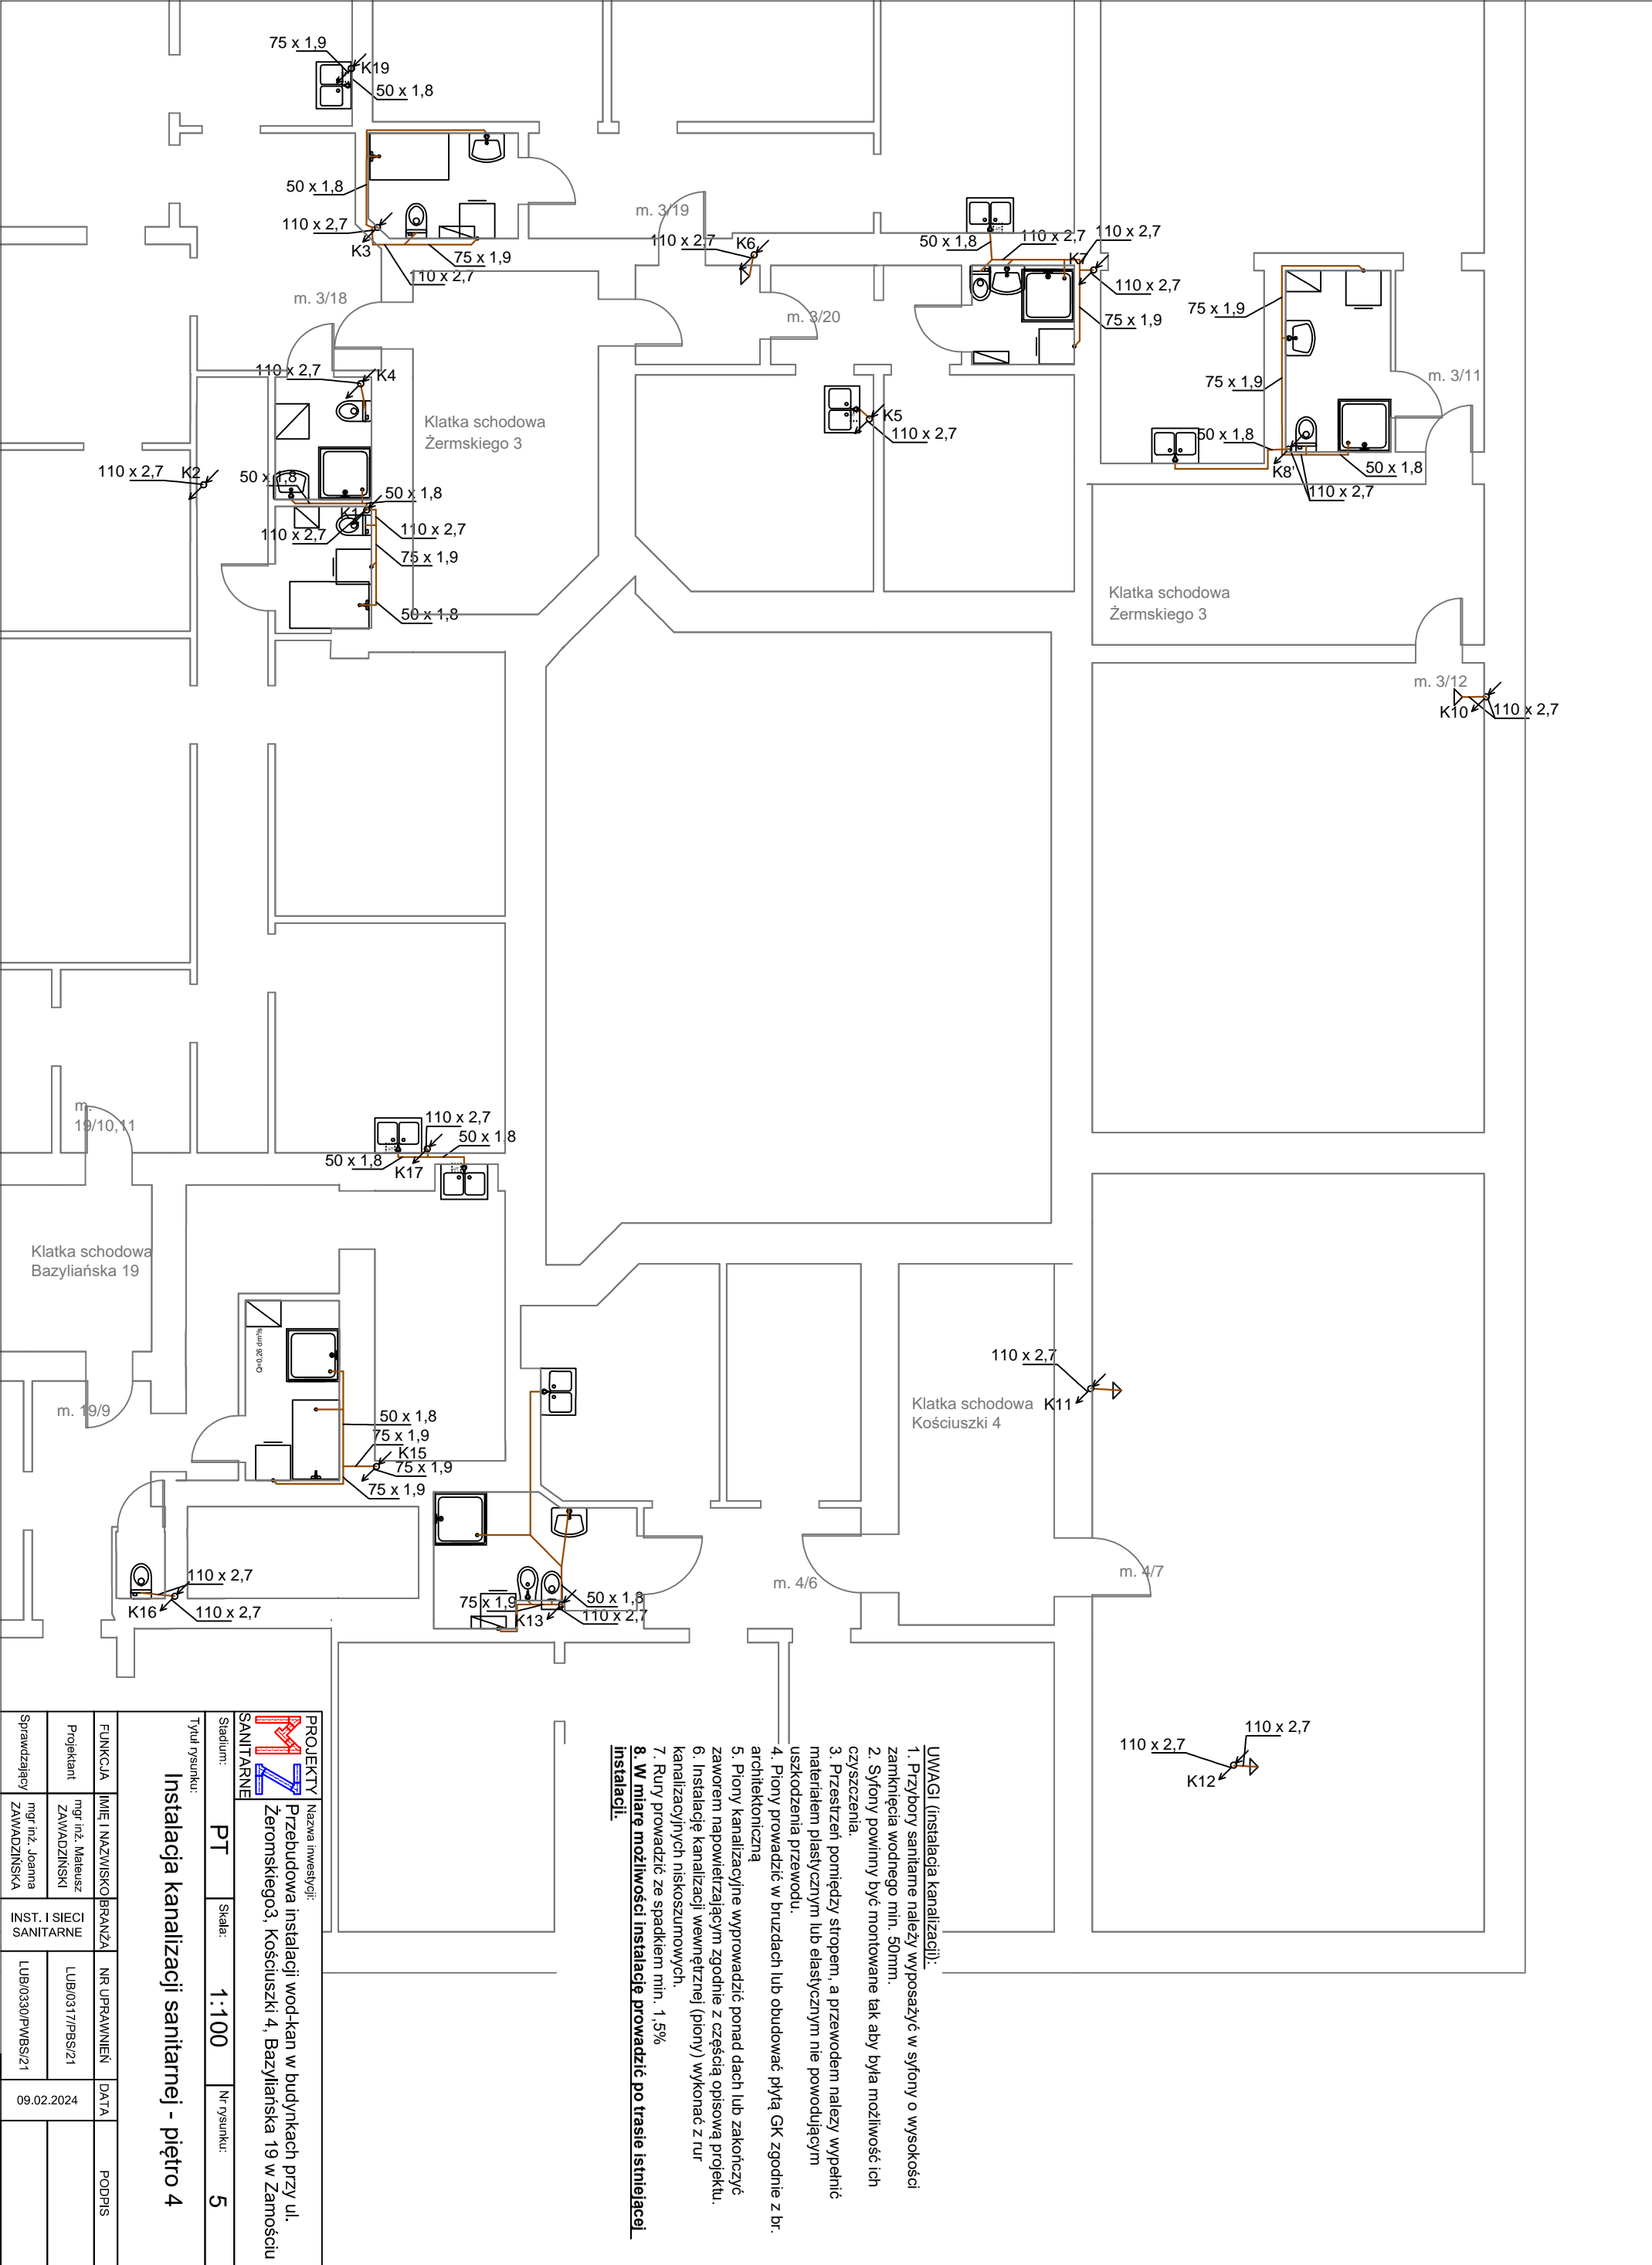 75 x 1,9
K19
50 x 1,8
50 x 1,8
110 x 2,7
K3
75 x 1,9
110 x 2,7
m. 3/18
m. 3/19
110 x 2,7
K6
m. 3/20
50 x 1,8
110 x 2,7
110 x 2,7
K7
110 x 2,7
75 x 1,9
75 x 1,9
75 x 1,9
m. 3/11
50 x 1,8
K8'
50 x 1,8
110 x 2,7
110 x 2,7
K4
Klatka schodowa
Żermskiego 3
K5
110 x 2,7
110 x 2,7
K2
50 x 1,8
50 x 1,8
K1
110 x 2,7
110 x 2,7
75 x 1,9
50 x 1,8
Klatka schodowa
Żermskiego 3
m. 3/12
K10
110 x 2,7
m.
19/10,11
110 x 2,7
50 x 1,8
50 x 1,8
K17
Klatka schodowa
Bazyliańska 19
Q=0,26 dm³/s
m. 19/9
50 x 1,8
75 x 1,9
K15
75 x 1,9
75 x 1,9
110 x 2,7
K16
110 x 2,7
75 x 1,9
K13
50 x 1,8
110 x 2,7
m. 4/6
110 x 2,7
K11
Klatka schodowa
Kościuszki 4
m. 4/7
110 x 2,7
110 x 2,7
K12
UWAGI (instalacja kanalizacji):
1. Przybory sanitarne należy wyposażyć w syfony o wysokości
zamknięcia wodnego min. 50mm.
2. Syfony powinny być montowane tak aby była możliwość ich
czyszczenia.
3. Przestrzeń pomiędzy stropem, a przewodem nalezy wypełnić
materiałem plastycznym lub elastycznym nie powodującym
uszkodzenia przewodu.
4. Piony prowadzić w bruzdach lub obudować płytą GK zgodnie z br.
architektoniczną
5. Piony kanalizacyjne wyprowadzić ponad dach lub zakończyć
zaworem napowietrzającym zgodnie z częścią opisową projektu.
6. Instalację kanalizacji wewnętrznej (piony) wykonać z rur
kanalizacyjnych niskoszumowych.
7. Rury prowadzić ze spadkiem min. 1,5%
8. W miarę możliwości instalację prowadzić po trasie istniejącej
instalacji.
PROJEKTY
MZ
SANITARNE
Nazwa inwestycji:
Przebudowa instalacji wod-kan w budynkach przy ul.
Żeromskiego3, Kościuszki 4, Bazyliańska 19 w Zamościu
Stadium:
PT
Skala:
1:100
Nr rysunku:
5
Tytuł rysunku:
Instalacja kanalizacji sanitarnej - piętro 4
FUNKCJA
IMIĘ I NAZWISKO
BRANŻA
NR UPRAWNIEŃ
DATA
PODPIS
Projektant
mgr inż. Mateusz
ZAWADZIŃSKI
INST. I SIECI
SANITARNE
LUB/0317/PBS/21
09.02.2024
Sprawdzający
mgr inż. Joanna
ZAWADZIŃSKA
LUB/0330/PWBS/21